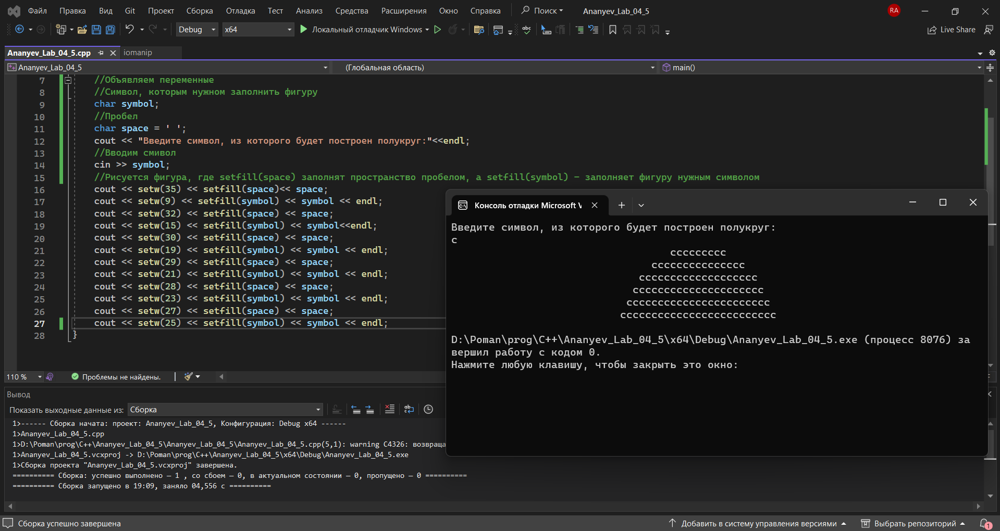 Файл Правка Вид Git Проект Сборка Отладка Тест Анализ Средства Расширения Окно Справка Поиск Ananyev_Lab_04_5 RA
Debug x64 Локальный отладчик Windows abc Live Share
Ananyev_Lab_04_5.cpp iomanip
Ananyev_Lab_04_5 (Глобальная область) main()
7 //Объявляем переменные
8 //Символ, которым нужном заполнить фигуру
9 char symbol;
10 //Пробел
11 char space = ' ';
12 cout << "Введите символ, из которого будет построен полукруг:"<<endl;
13 //Вводим смивол
14 cin >> symbol;
15 //Рисуется фигура, где setfill(space) заполнят пространство пробелом, а setfill(symbol) - заполняет фигуру нужным символом
16 cout << setw(35) << setfill(space)<< space;
17 cout << setw(9) << setfill(symbol) << symbol << endl;
18 cout << setw(32) << setfill(space) << space;
19 cout << setw(15) << setfill(symbol) << symbol<<endl;
20 cout << setw(30) << setfill(space) << space;
21 cout << setw(19) << setfill(symbol) << symbol << endl;
22 cout << setw(29) << setfill(space) << space;
23 cout << setw(21) << setfill(symbol) << symbol << endl;
24 cout << setw(28) << setfill(space) << space;
25 cout << setw(23) << setfill(symbol) << symbol << endl;
26 cout << setw(27) << setfill(space) << space;
27 cout << setw(25) << setfill(symbol) << symbol << endl;
28 }
Консоль отладки Microsoft V
Введите символ, из которого будет построен полукруг:
c
ccccccccc
ccccccccccccccc
ccccccccccccccccccc
ccccccccccccccccccccc
ccccccccccccccccccccccc
ccccccccccccccccccccccccc
D:\Poman\prog\C++\Ananyev_Lab_04_5\x64\Debug\Ananyev_Lab_04_5.exe (процесс 8076) за
вершил работу с кодом 0.
Нажмите любую клавишу, чтобы закрыть это окно:
110 % Проблемы не найдены.
Вывод
Показать выходные данные из: Сборка
1>------ Сборка начата: проект: Ananyev_Lab_04_5, Конфигурация: Debug x64 ------
1>Ananyev_Lab_04_5.cpp
1>D:\Poman\prog\C++\Ananyev_Lab_04_5\Ananyev_Lab_04_5\Ananyev_Lab_04_5.cpp(5,1): warning C4326: возвраща
1>Ananyev_Lab_04_5.vcxproj -> D:\Poman\prog\C++\Ananyev_Lab_04_5\x64\Debug\Ananyev_Lab_04_5.exe
1>Сборка проекта "Ananyev_Lab_04_5.vcxproj" завершена.
========== Сборка: успешно выполнено — 1 , со сбоем — 0, в актуальном состоянии — 0, пропущено — 0 ==========
========== Сборка запущено в 19:09, заняло 04,556 с ==========
Сборка успешно завершена Добавить в систему управления версиями Выбрать репозиторий 1